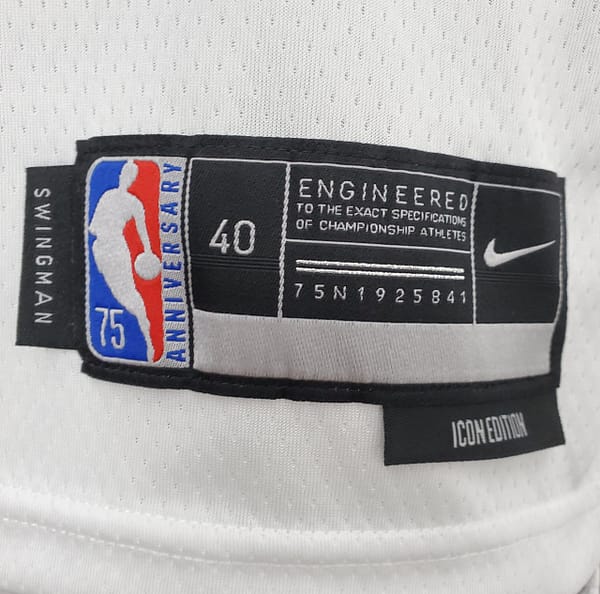 SWINGMAN
75
ANNIVERSARY
40
ENGINEERED
TO THE EXACT SPECIFICATIONS
OF CHAMPIONSHIP ATHLETES
75N1925841
ICON EDITION